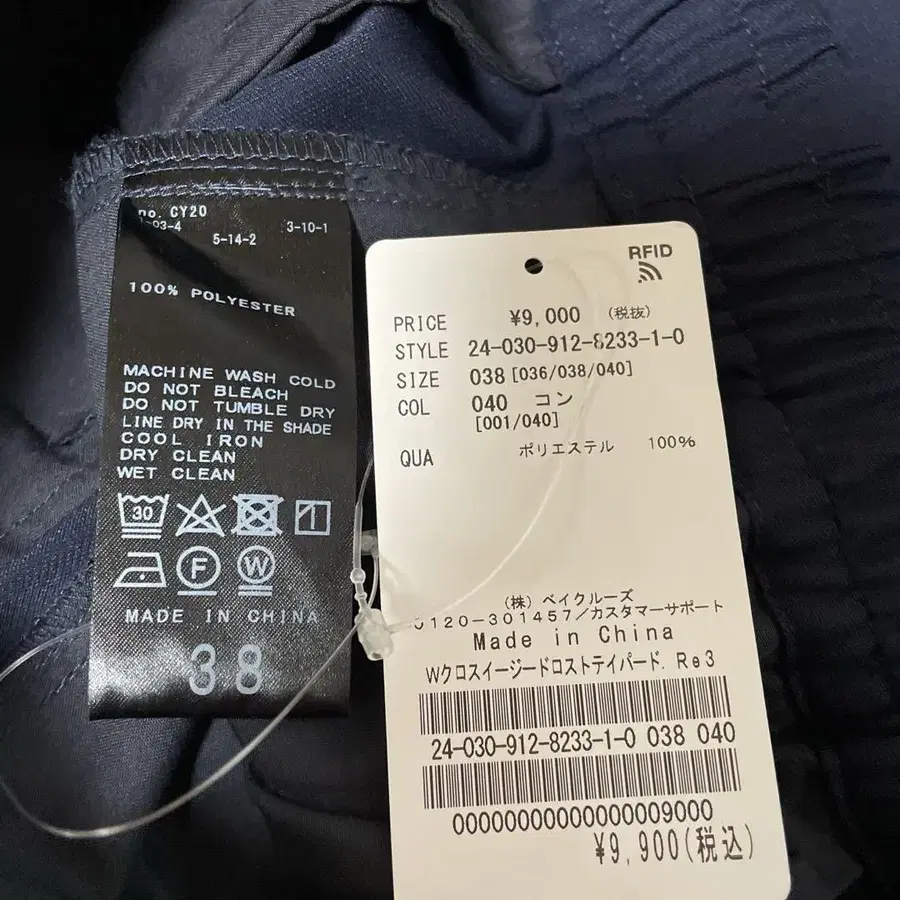 no. CY20
03-4
5-14-2
3-10-1
100% POLYESTER
MACHINE WASH COLD
DO NOT BLEACH
DO NOT TUMBLE DRY
LINE DRY IN THE SHADE
COOL IRON
DRY CLEAN
WET CLEAN
30
F W
MADE IN CHINA
38
RFID
PRICE ¥9,000 (税抜)
STYLE 24-030-912-8233-1-0
SIZE 038 [036/038/040]
COL 040 コン
[001/040]
QUA ポリエステル 100%
(株) ベイクルーズ
0120-301457/カスタマーサポート
Made in China
Wクロスイージードロストテイパード. Re3
24-030-912-8233-1-0 038 040
00000000000000009000
¥9,900(税込)